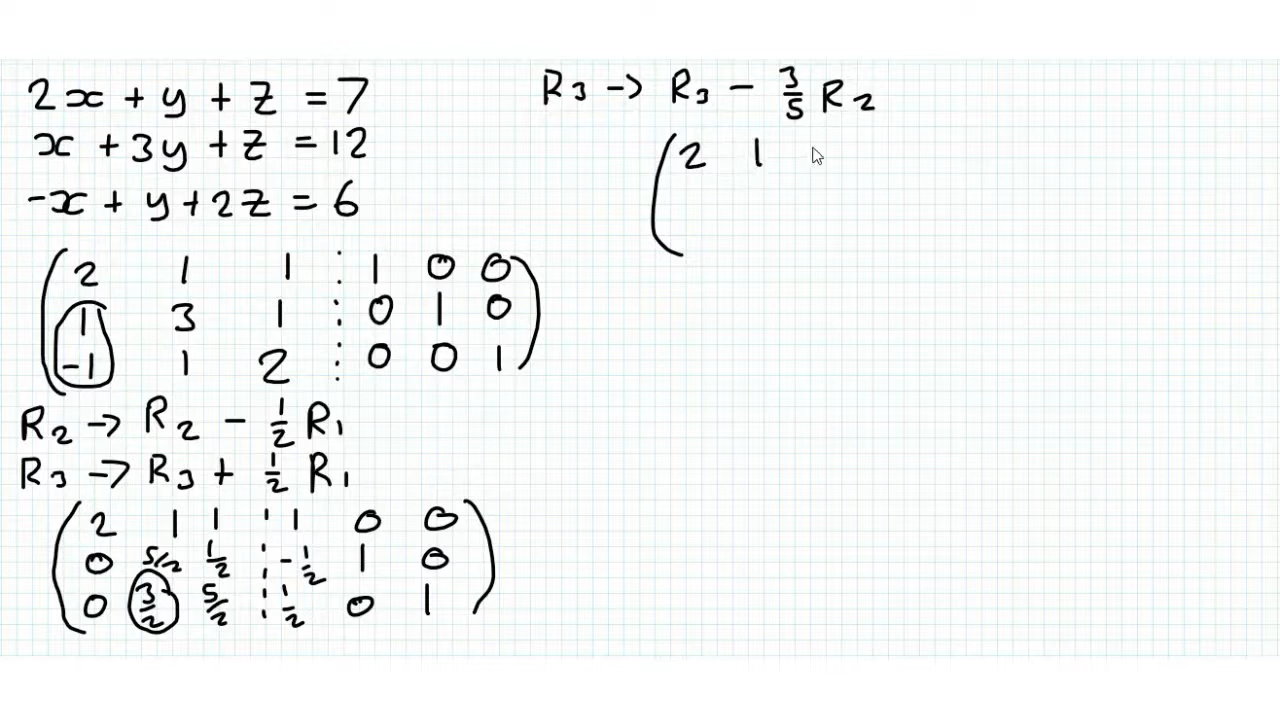 2x + y + z = 7
x + 3y + z = 12
-x + y + 2z = 6
2 1 1 1 0 0
1 3 1 0 1 0
-1 1 2 0 0 1
R2 → R2 - 1/2 R1
R3 → R3 + 1/2 R1
2 1 1 1 0 0
0 5/2 1/2 -1/2 1 0
0 3/2 5/2 1/2 0 1
R3 → R3 - 3/5 R2
2 1